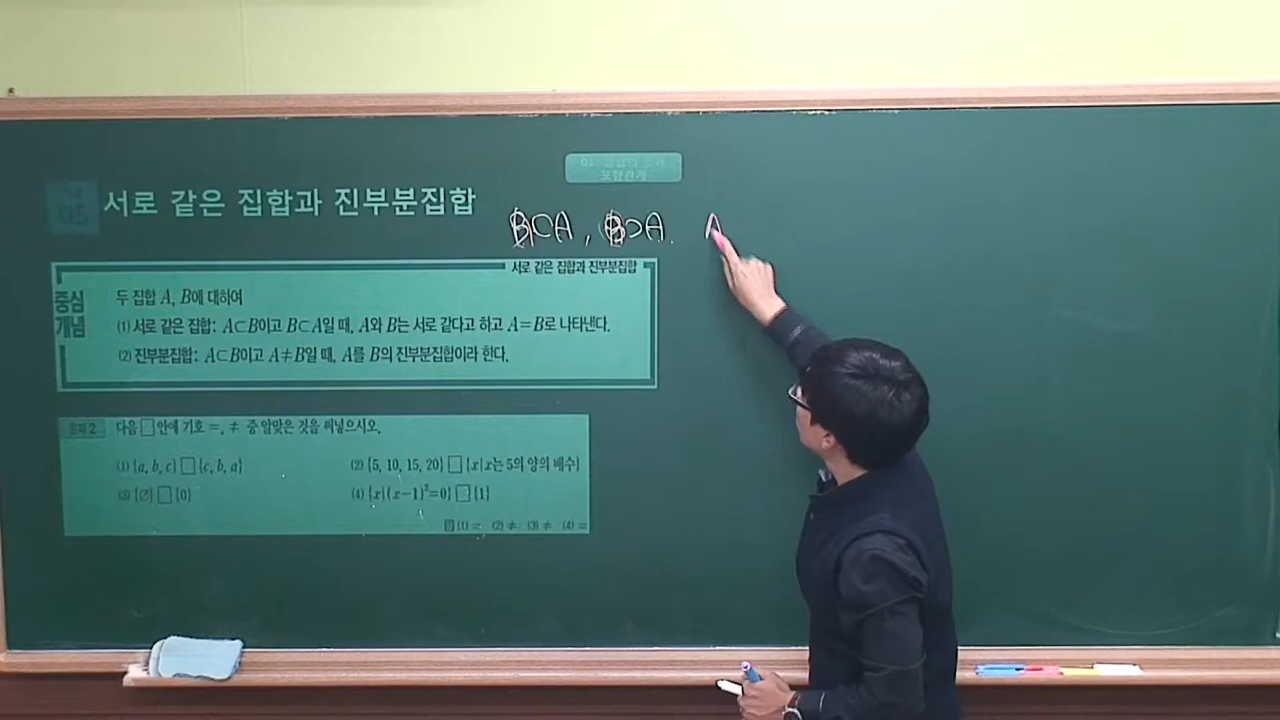 포함관계
05 서로 같은 집합과 진부분집합
B⊂A, B⊃A. A
서로 같은 집합과 진부분집합
중심
개념
두 집합 A, B에 대하여
(1) 서로 같은 집합: A⊂B이고 B⊂A일 때, A와 B는 서로 같다고 하고 A=B로 나타낸다.
(2) 진부분집합: A⊂B이고 A≠B일 때, A를 B의 진부분집합이라 한다.
문제 2 다음 □ 안에 기호 =, ≠ 중 알맞은 것을 써넣으시오.
(1) {a, b, c} □ {c, b, a} (2) {5, 10, 15, 20} □ {x|x는 5의 양의 배수}
(3) {∅} □ {0} (4) {x|(x−1)²=0} □ {1}
답 (1) = (2) ≠ (3) ≠ (4) =